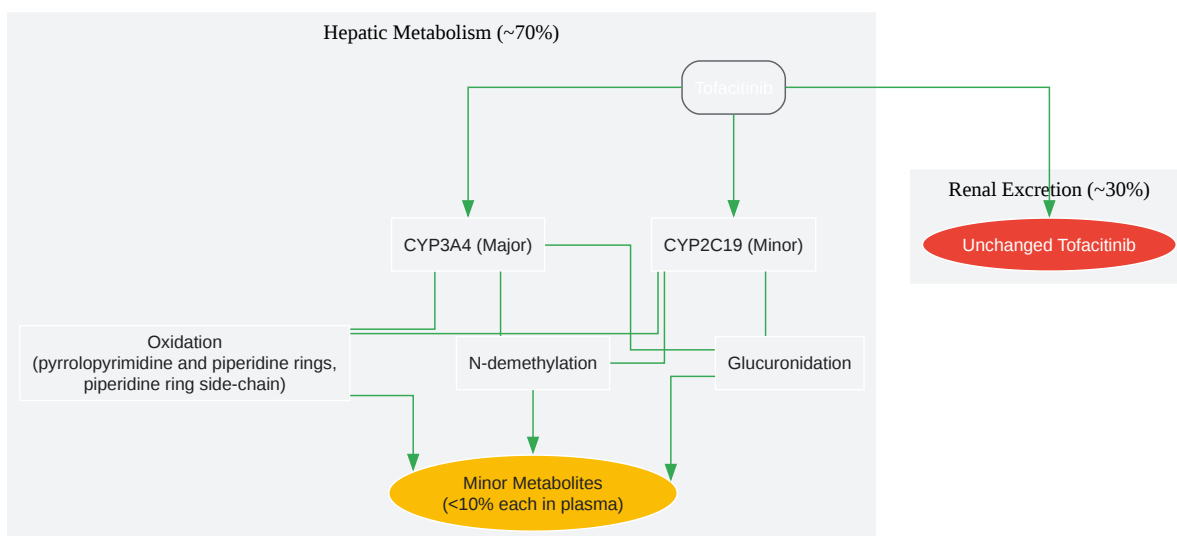 Hepatic Metabolism (~70%)
Tofacitinib
Renal Excretion (~30%)
CYP3A4 (Major)
CYP2C19 (Minor)
Unchanged Tofacitinib
Oxidation
(pyrrolopyrimidine and piperidine rings,
piperidine ring side-chain)
N-demethylation
Glucuronidation
Minor Metabolites
(<10% each in plasma)